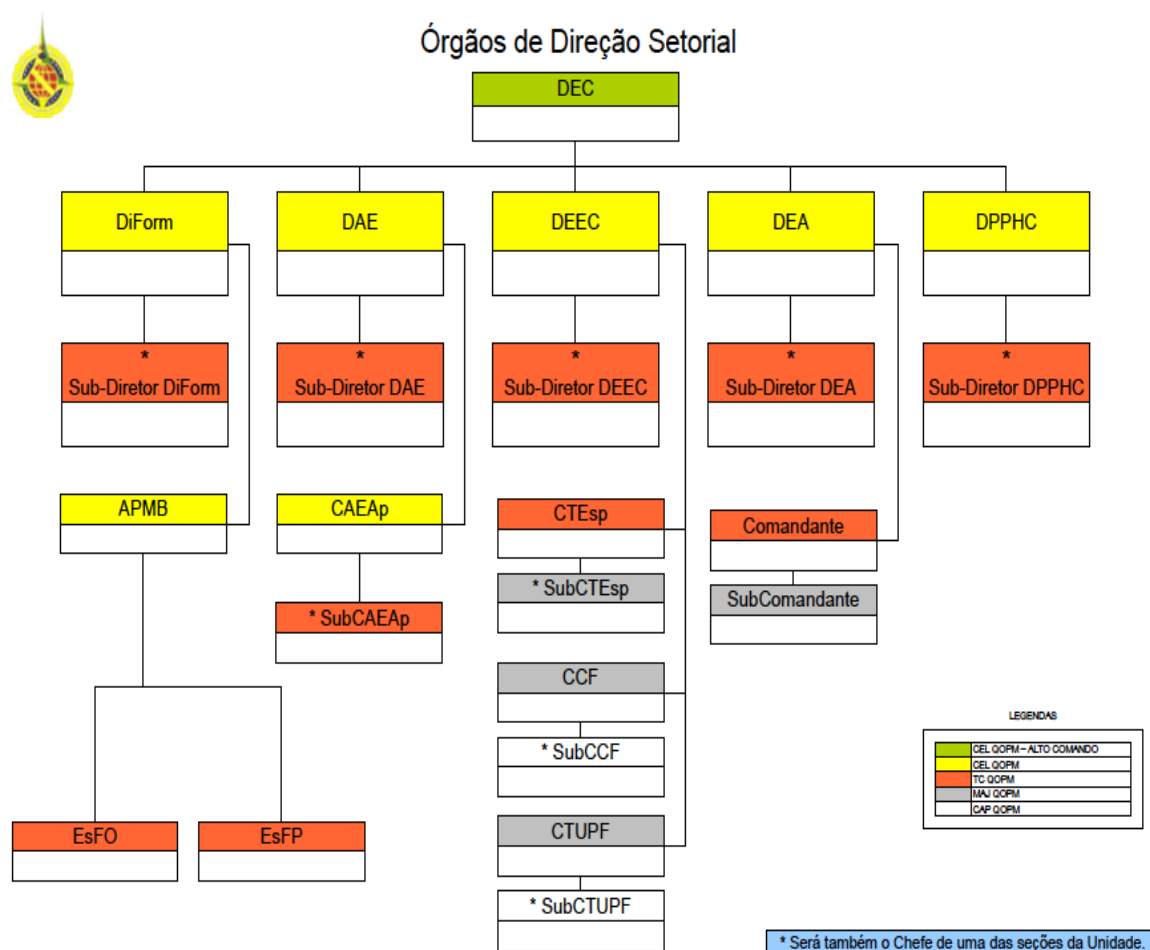 Órgãos de Direção Setorial
DEC
DiForm
DAE
DEEC
DEA
DPPHC
*
Sub-Diretor DiForm
*
Sub-Diretor DAE
*
Sub-Diretor DEEC
*
Sub-Diretor DEA
*
Sub-Diretor DPPHC
APMB
CAEAp
CTEsp
Comandante
* SubCTEsp
SubComandante
* SubCAEAp
CCF
* SubCCF
LEGENDAS
CEL QOPM – ALTO COMANDO
CEL QOPM
TC QOPM
MAJ QOPM
CAP QOPM
EsFO
EsFP
CTUPF
* SubCTUPF
* Será também o Chefe de uma das seções da Unidade.